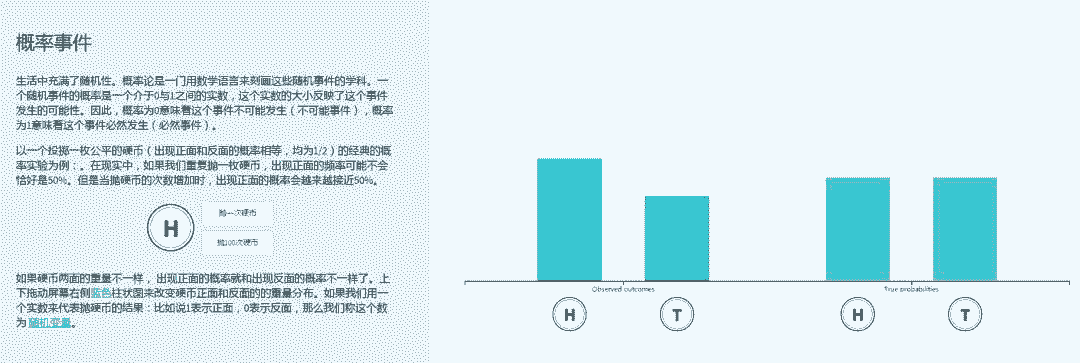 概率事件
生活中充满了随机性。概率论是一门用数学语言来刻画这些随机事件的学科。一
个随机事件的概率是一个介于0与1之间的实数，这个实数的大小反映了这个事件
发生的可能性。因此，概率为0意味着这个事件不可能发生（不可能事件），概率
为1意味着这个事件必然发生（必然事件）。
以一个投掷一枚公平的硬币（出现正面和反面的概率相等，均为1/2）的经典的概
率实验为例：。在现实中，如果我们重复抛一枚硬币，出现正面的频率可能不会
恰好是50%。但是当抛硬币的次数增加时，出现正面的概率会越来越接近50%。
H
抛一次硬币
抛100次硬币
如果硬币两面的重量不一样，出现正面的概率就和出现反面的概率不一样了。上
下拖动屏幕右侧蓝色柱状图来改变硬币正面和反面的的重量分布。如果我们用一
个实数来代表抛硬币的结果：比如说1表示正面，0表示反面，那么我们称这个数
为 随机变量。
Observed outcomes
True probabilities
H
T
H
T